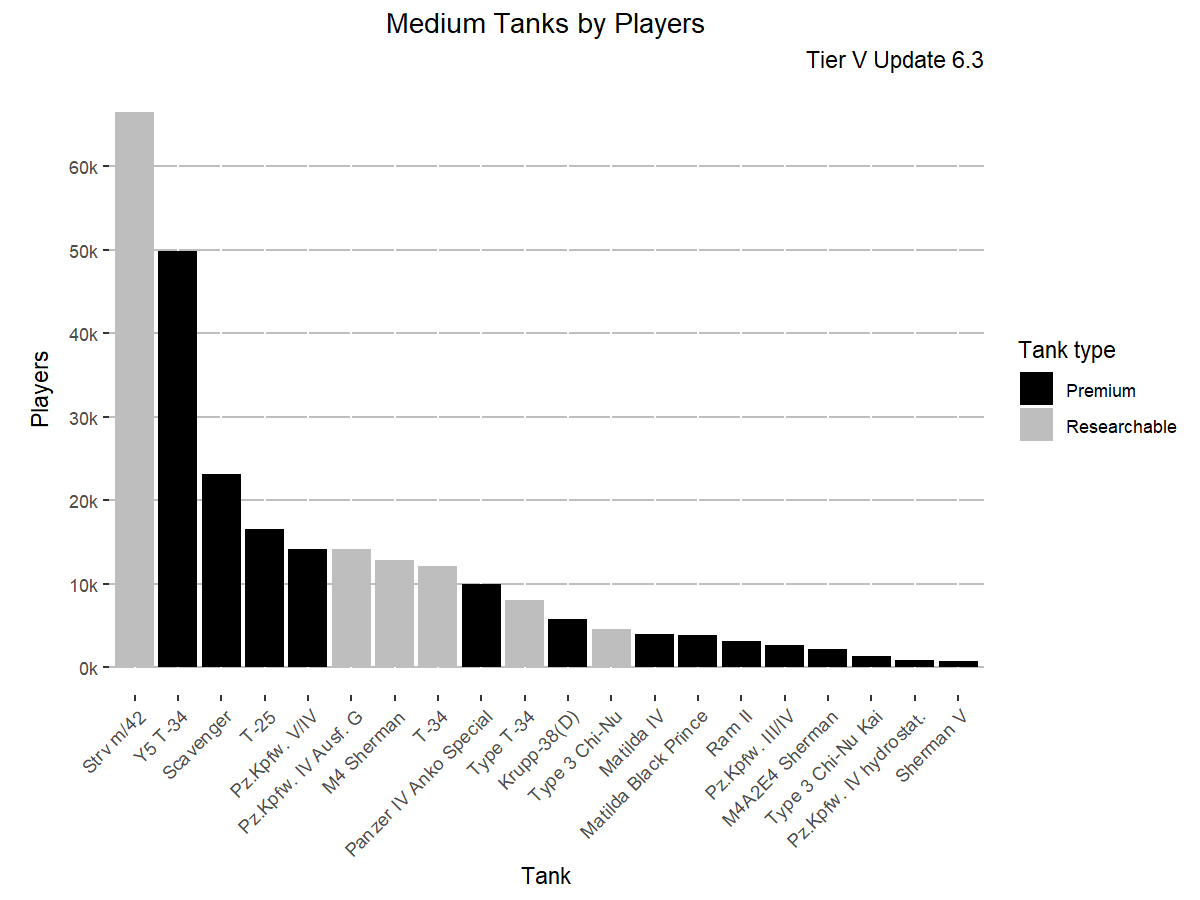 Medium Tanks by Players
Tier V Update 6.3
Players
60k
50k
40k
30k
20k
10k
0k
Strv m/42
Y5 T-34
Scavenger
T-25
Pz.Kpfw. V/IV
Pz.Kpfw. IV Ausf. G
M4 Sherman
T-34
Panzer IV Anko Special
Type T-34
Krupp-38(D)
Type 3 Chi-Nu
Matilda IV
Matilda Black Prince
Ram II
Pz.Kpfw. III/IV
M4A2E4 Sherman
Type 3 Chi-Nu Kai
Pz.Kpfw. IV hydrostat.
Sherman V
Tank
Tank type
Premium
Researchable